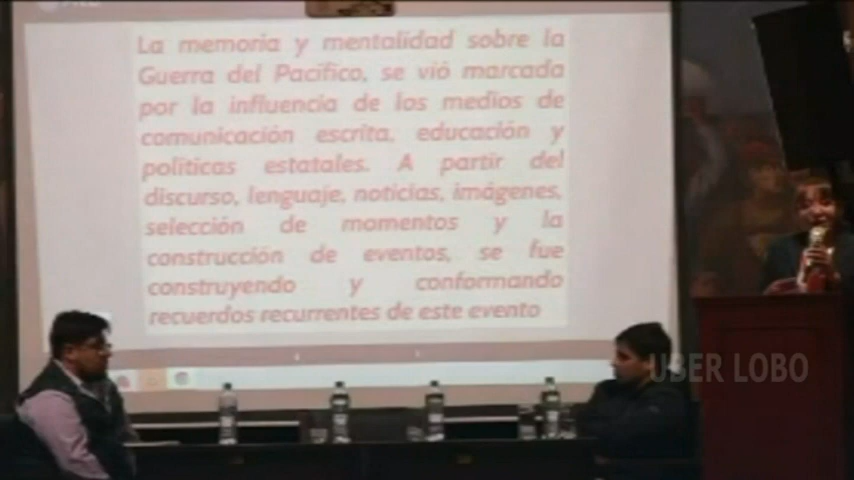 La memoria y mentalidad sobre la
Guerra del Pacífico, se vió marcada
por la influencia de los medios de
comunicación escrita, educación y
políticas estatales. A partir del
discurso, lenguaje, noticias, imágenes,
selección de momentos y la
construcción de eventos, se fue
construyendo y conformando
recuerdos recurrentes de este evento
UBER LOBO